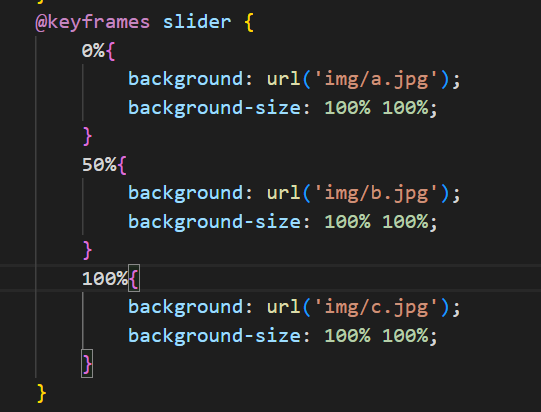 @keyframes slider {
0%{
background: url('img/a.jpg');
background-size: 100% 100%;
}
50%{
background: url('img/b.jpg');
background-size: 100% 100%;
}
100%{
background: url('img/c.jpg');
background-size: 100% 100%;
}
}